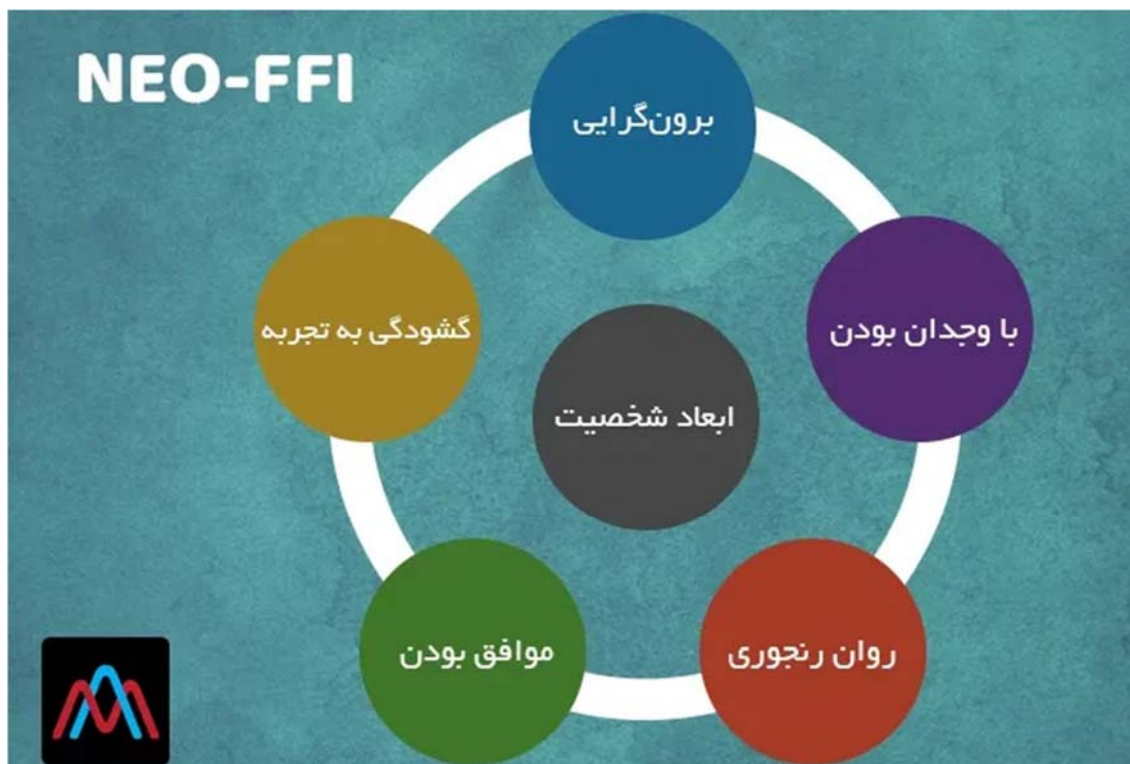 NEO-FFI
برون‌گرایی
با وجدان بودن
گشودگی به تجربه
ابعاد شخصیت
روان رنجوری
موافق بودن